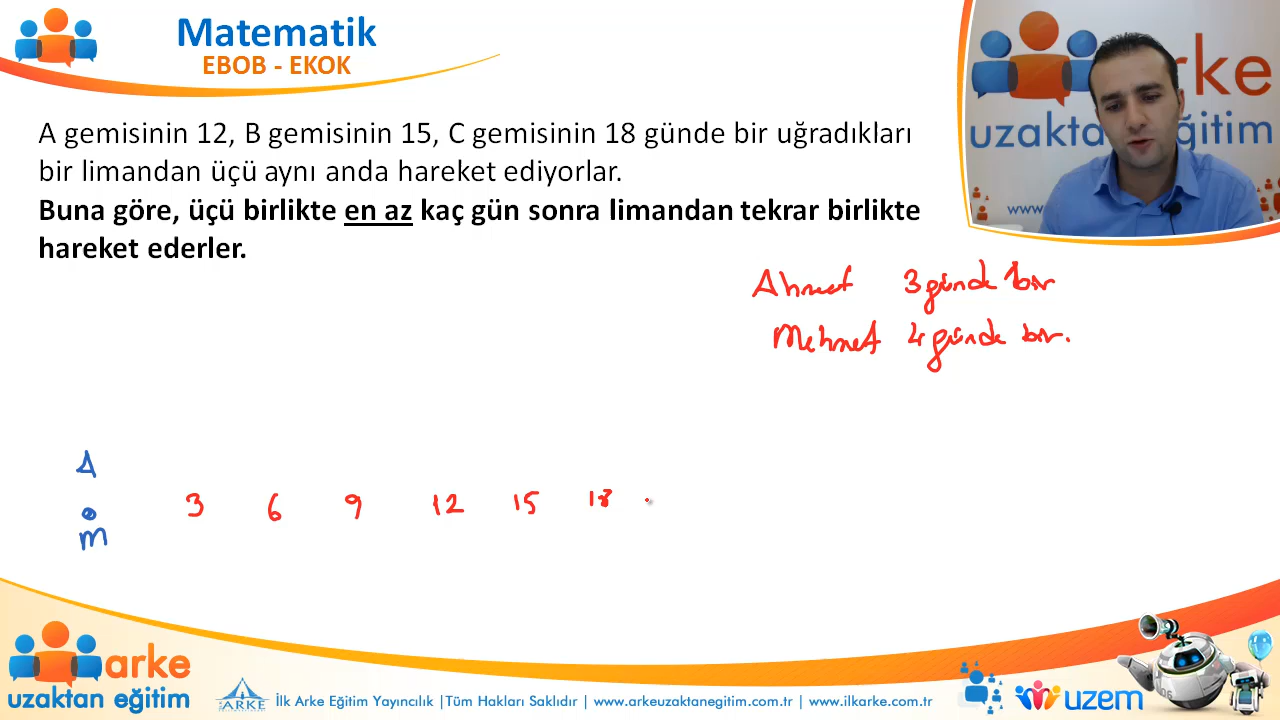 Matematik
EBOB - EKOK
arke
uzaktan eğitim
www.
A gemisinin 12, B gemisinin 15, C gemisinin 18 günde bir uğradıkları
bir limandan üçü aynı anda hareket ediyorlar.
Buna göre, üçü birlikte en az kaç gün sonra limandan tekrar birlikte
hareket ederler.
Ahmet 3 günde bir
Mehmet 4 günde bir.
A
3 6 9 12 15 18
M
arke
uzaktan eğitim
ARKE
İlk Arke Eğitim Yayıncılık |Tüm Hakları Saklıdır | www.arkeuzaktanegitim.com.tr | www.ilkarke.com.tr
uzem